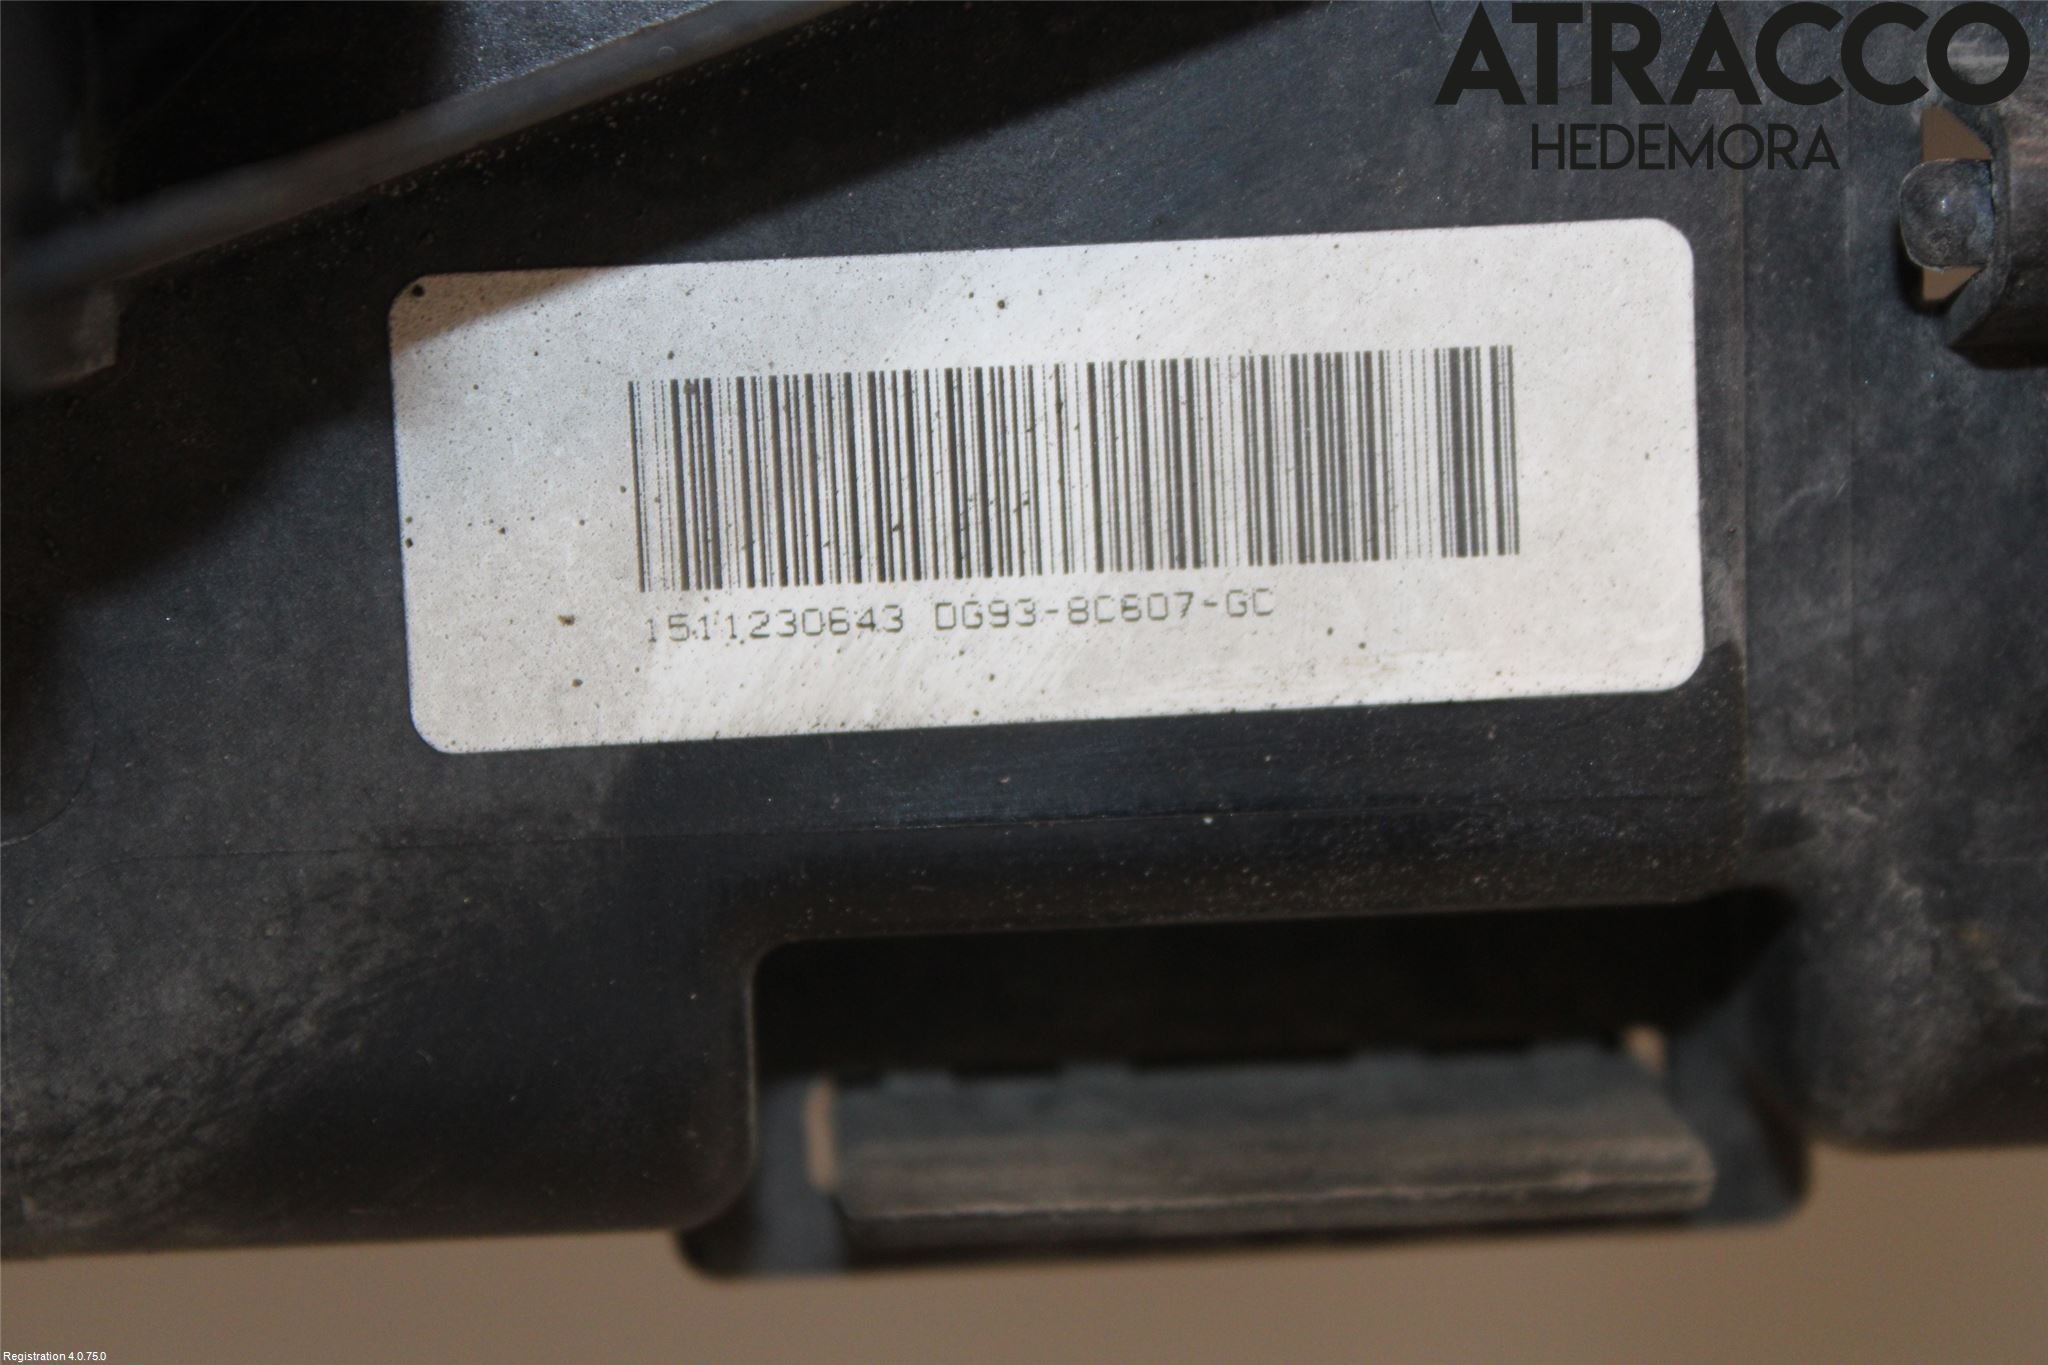 ATRACCO
HEDEMORA
1511230643 DG93-8C607-GC
Registration 4.0.75.0